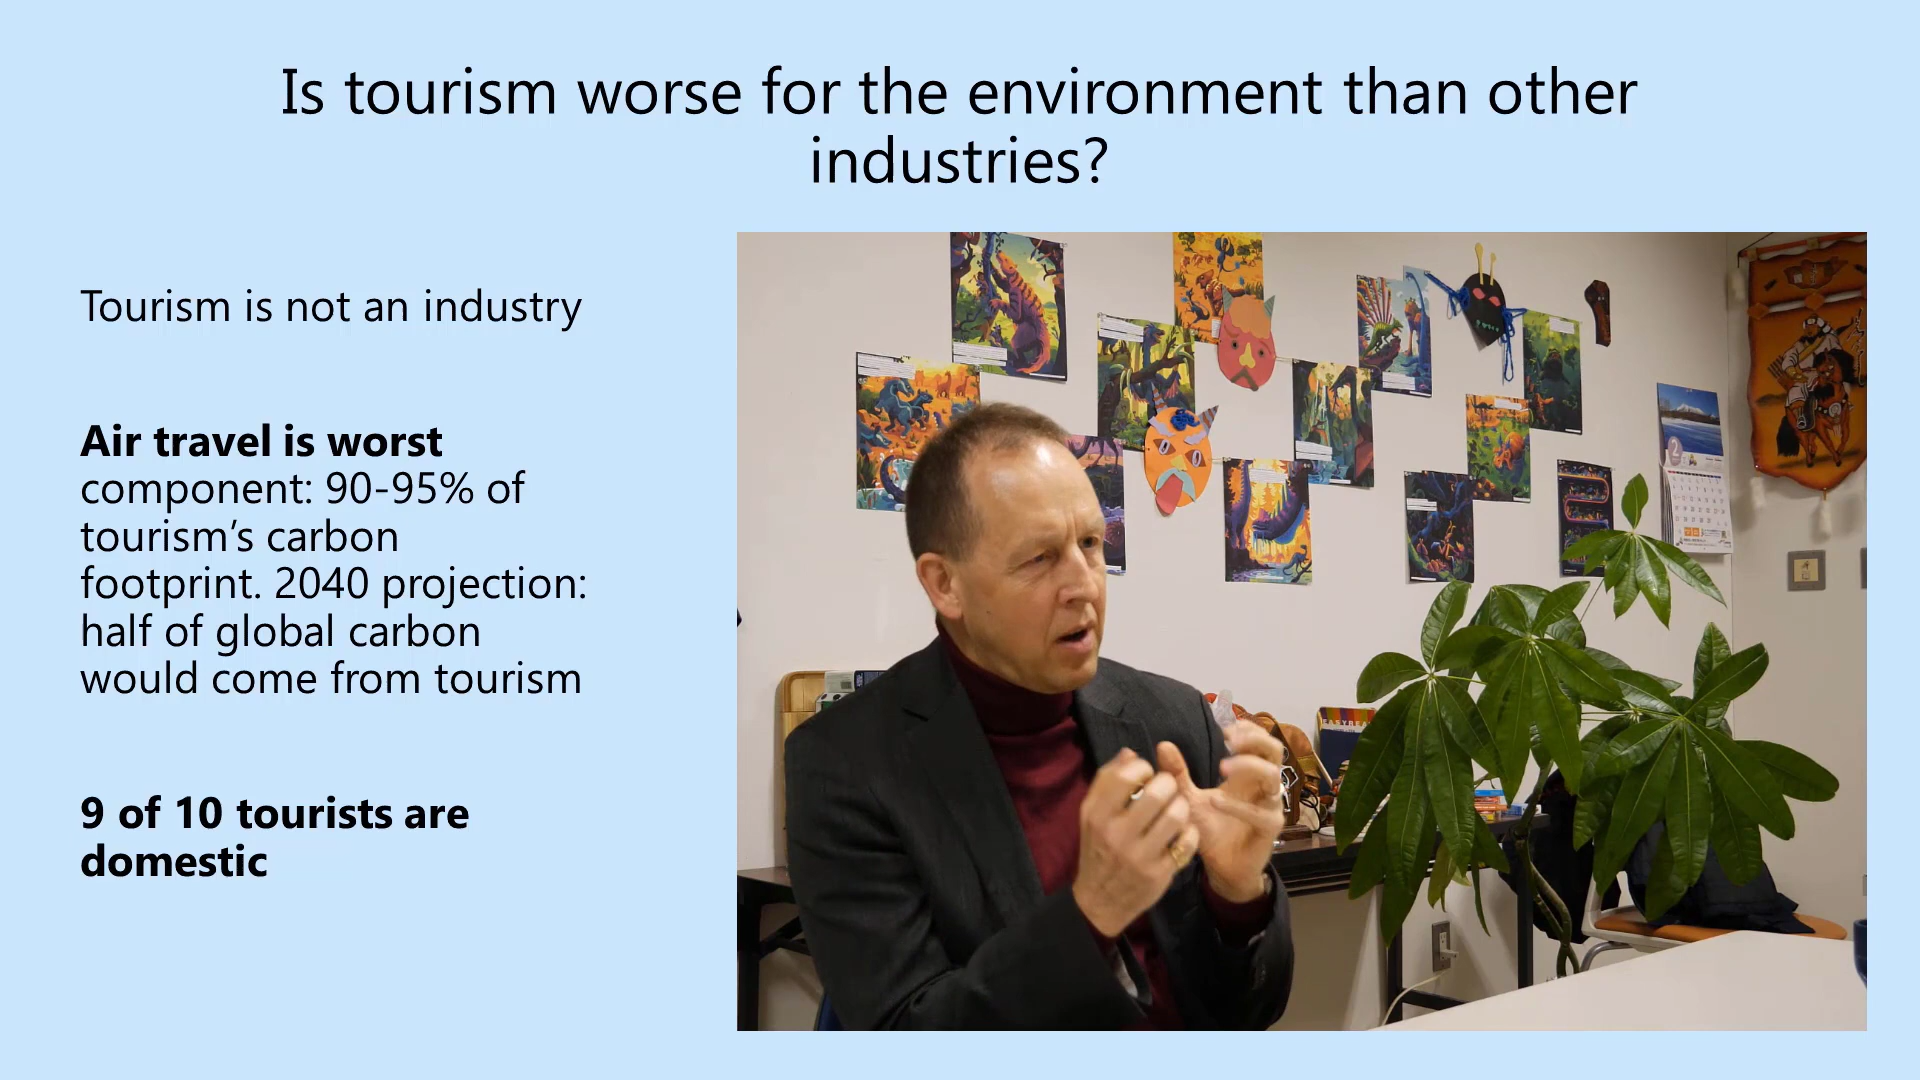 Is tourism worse for the environment than other
industries?
Tourism is not an industry
Air travel is worst
component: 90-95% of
tourism’s carbon
footprint. 2040 projection:
half of global carbon
would come from tourism
9 of 10 tourists are
domestic
2